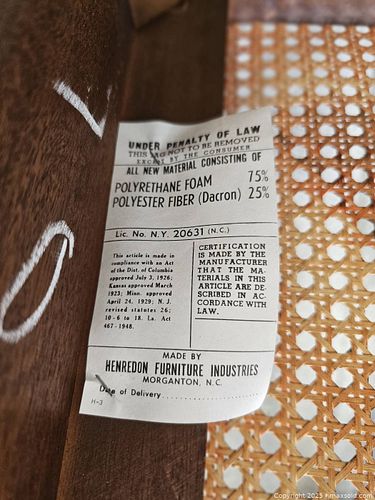 UNDER PENALTY OF LAW
THIS TAG NOT TO BE REMOVED
EXCEPT BY THE CONSUMER
ALL NEW MATERIAL CONSISTING OF
POLYRETHANE FOAM 75%
POLYESTER FIBER (Dacron) 25%
Lic. No. N.Y. 20631 (N.C.)
This article is made in
compliance with an Act
of the Dist. of Columbia
approved July 3, 1926;
Kansas approved March
1923; Minn. approved
April 24, 1929; N. J.
revised statutes 26;
10-6 to 18. La. Act
467-1948.
CERTIFICATION
IS MADE BY THE
MANUFACTURER
THAT THE MA-
TERIALS IN THIS
ARTICLE ARE DE-
SCRIBED IN AC-
CORDANCE WITH
LAW.
MADE BY
HENREDON FURNITURE INDUSTRIES
MORGANTON, N. C.
Date of Delivery
H-3
Copyright 2025 hmaxsold.com